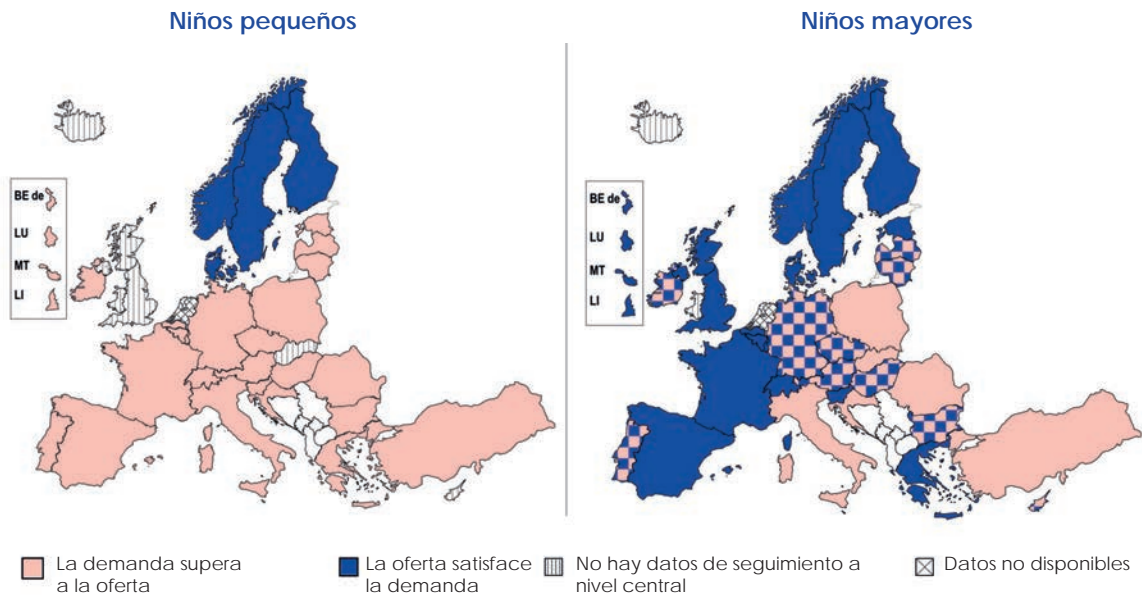 Niños pequeños
Niños mayores
BE de
LU
MT
LI
BE de
LU
MT
LI
La demanda supera
a la oferta
La oferta satisface
la demanda
No hay datos de seguimiento a
nivel central
Datos no disponibles